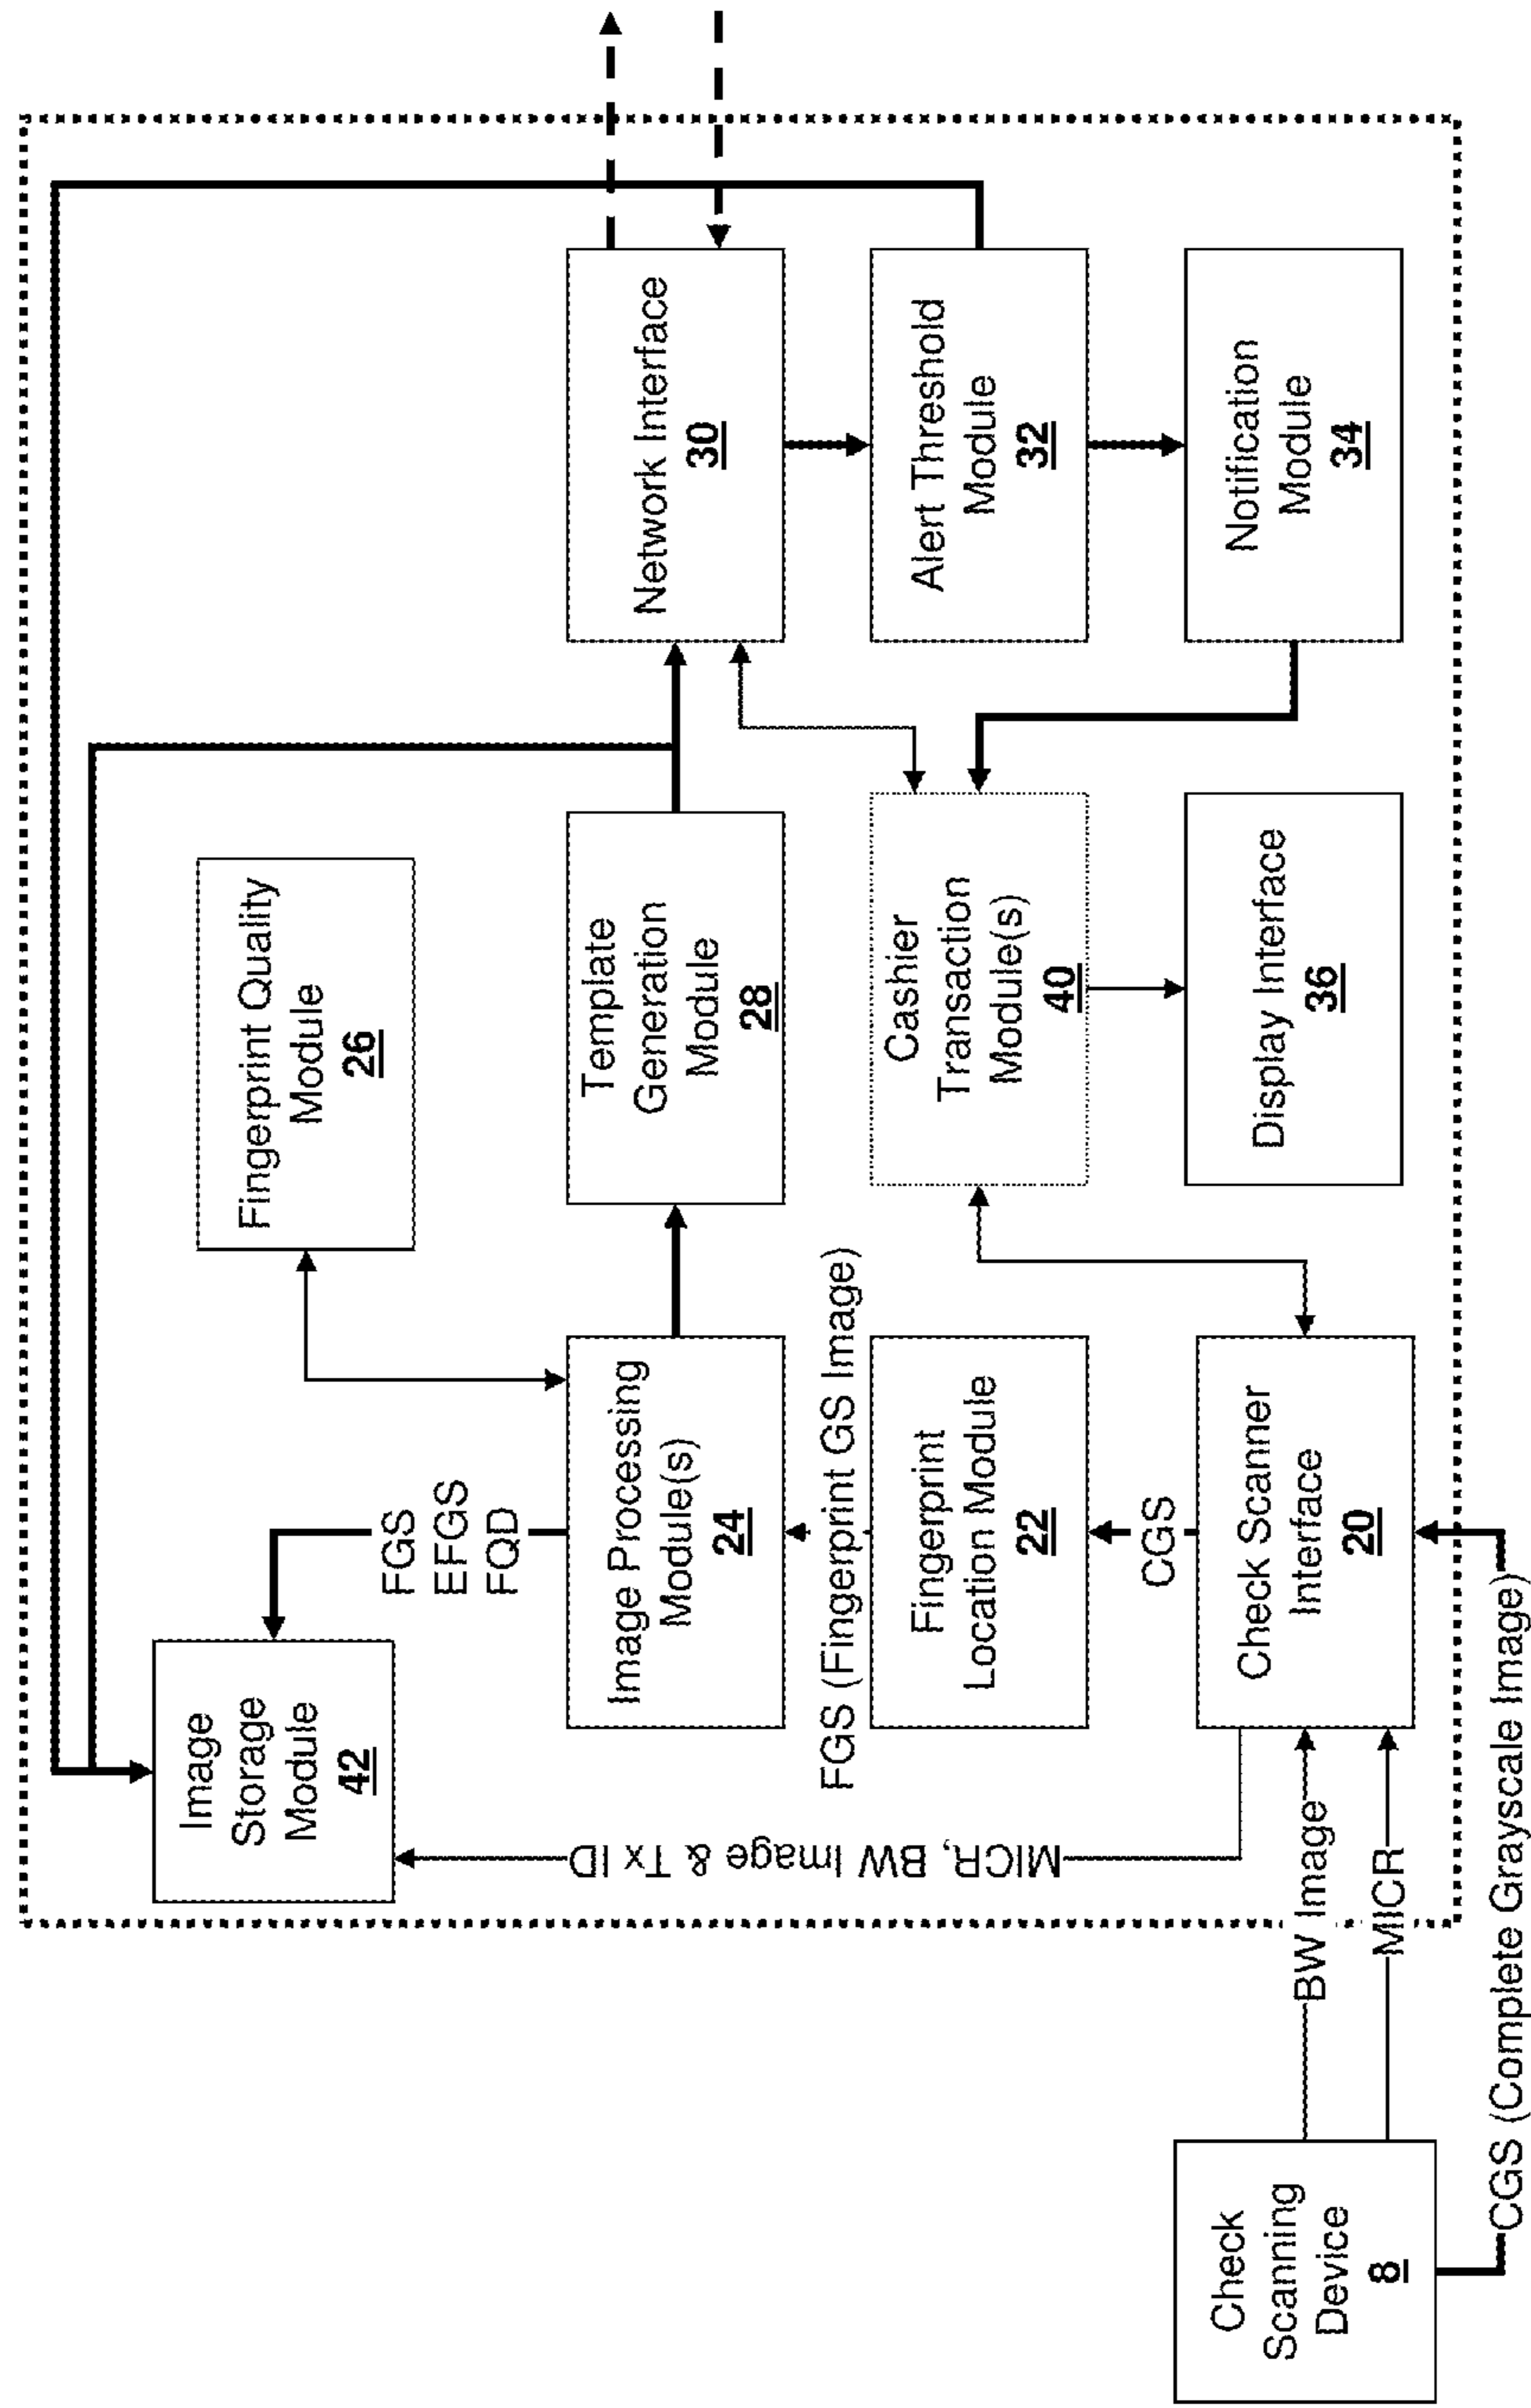 Image
Storage
Module
42
Fingerprint Quality
Module
26
FGS
EFGS
FQD
MICR, BW Image & Tx ID
Image Processing
Module(s)
24
Template
Generation
Module
28
Network Interface
30
FGS (Fingerprint GS Image)
Fingerprint
Location Module
22
Cashier
Transaction
Module(s)
40
Alert Threshold
Module
32
CGS
Check Scanner
Interface
20
Display Interface
36
Notification
Module
34
Check
Scanning
Device
8
BW Image
MICR
CGS (Complete Grayscale Image)